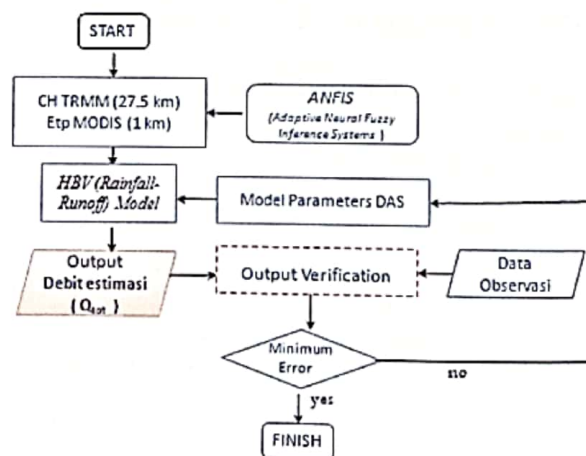 START
CH TRMM (27.5 km)
Etp MODIS (1 km)
ANFIS
(Adaptive Neural Fuzzy
Inference Systems )
HBV (Rainfall-
Runoff) Model
Model Parameters DAS
Output
Debit estimasi
Output Verification
Data
Observasi
Minimum
Error
no
yes
FINISH